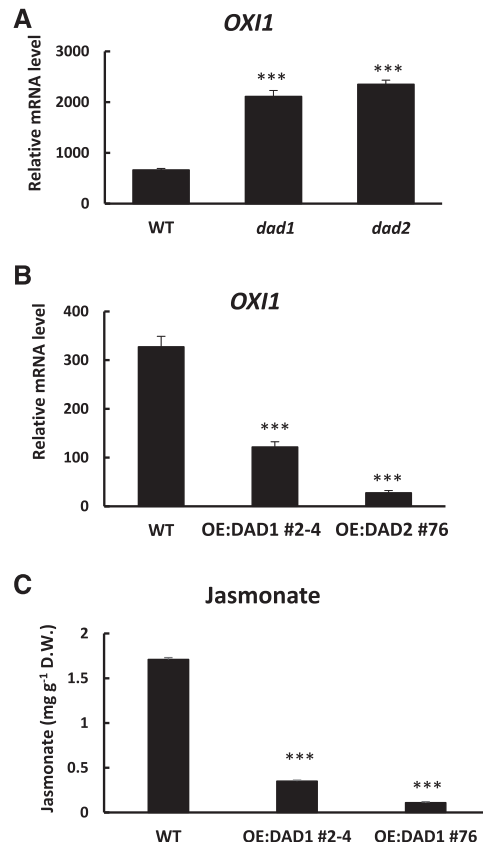 A
OXI1
Relative mRNA level
3000
2000
1000
0
***
***
WT
dad1
dad2
B
OXI1
Relative mRNA level
400
300
200
100
0
***
***
WT
OE:DAD1 #2-4
OE:DAD2 #76
C
Jasmonate
Jasmonate (mg g-1 D.W.)
2
1.5
1
0.5
0
***
***
WT
OE:DAD1 #2-4
OE:DAD1 #76